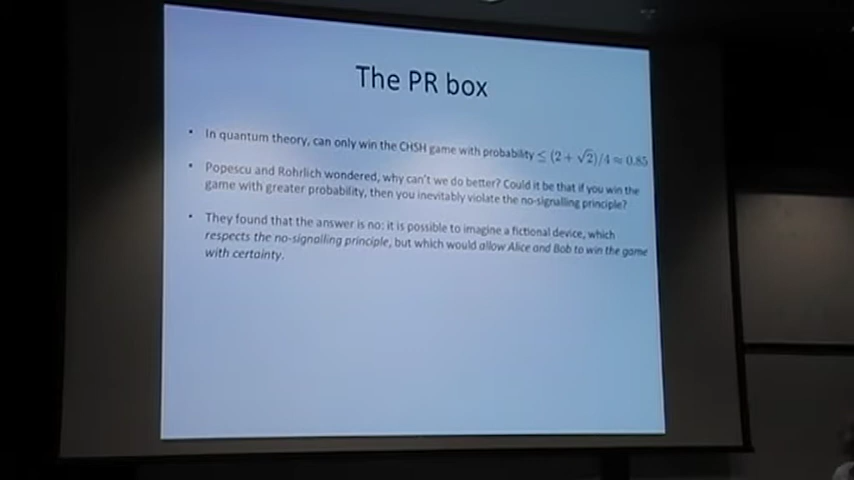 The PR box
• In quantum theory, can only win the CHSH game with probability ≤ (2 + √2)/4 ≈ 0.85
• Popescu and Rohrlich wondered, why can't we do better? Could it be that if you win the
game with greater probability, then you inevitably violate the no-signalling principle?
• They found that the answer is no: it is possible to imagine a fictional device, which
respects the no-signalling principle, but which would allow Alice and Bob to win the game
with certainty.